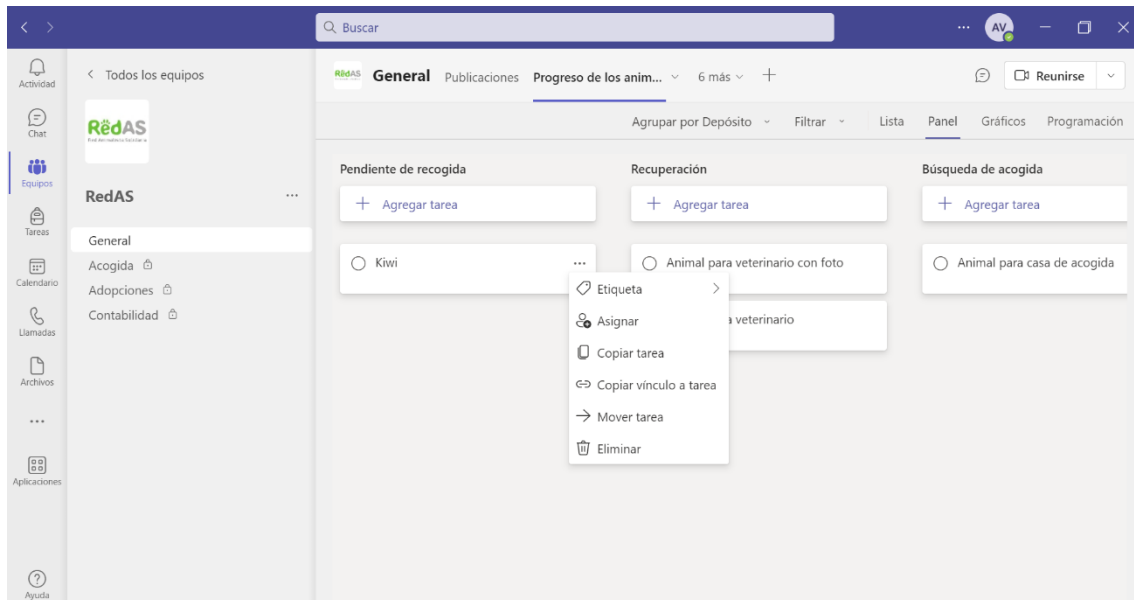 Buscar
AV
Actividad
Chat
Equipos
Tareas
Calendario
Llamadas
Archivos
Aplicaciones
Ayuda
Todos los equipos
RëdAS
RedAS
General
Acogida
Adopciones
Contabilidad
RëdAS General Publicaciones Progreso de los anim... 6 más Reunirse
Agrupar por Depósito Filtrar Lista Panel Gráficos Programación
Pendiente de recogida
Agregar tarea
Kiwi
Etiqueta
Asignar
Copiar tarea
Copiar vínculo a tarea
Mover tarea
Eliminar
Recuperación
Agregar tarea
Animal para veterinario con foto
a veterinario
Búsqueda de acogida
Agregar tarea
Animal para casa de acogida